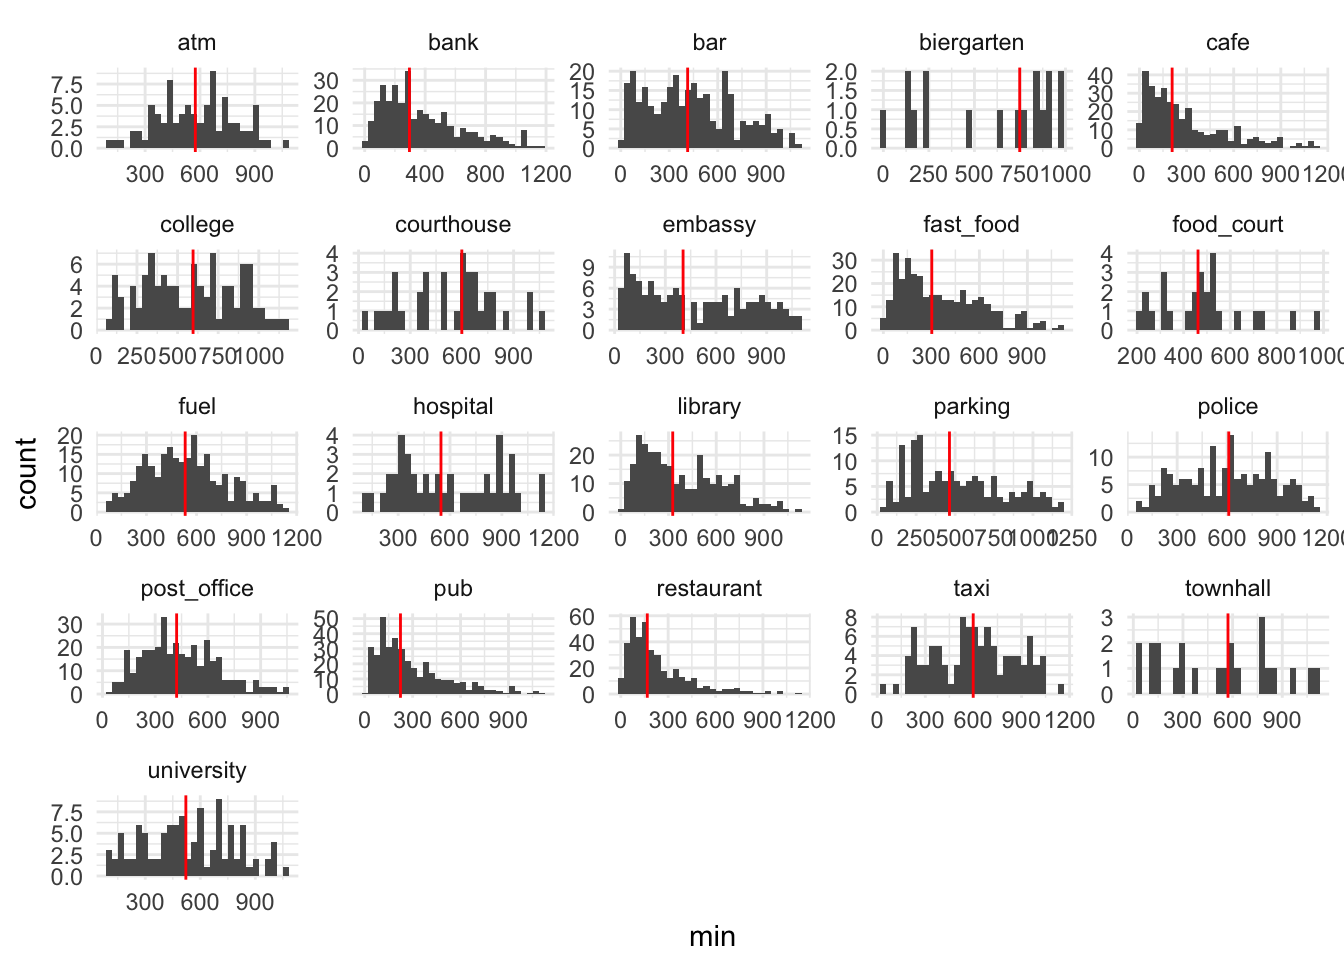 atm bank bar biergarten cafe
7.5 30 20 2.0 40
5.0 20 15 1.5 30
2.5 10 10 1.0 20
0.0 0 5 0.5 10
0 0.0 0
300 600 900 0 400 800 1200 0 300 600 900 0 250 500 750 1000 0 300 600 900 120
college courthouse embassy fast_food food_court
6 4 9 30 4
4 3 6 20 3
2 2 3 10 2
0 1 0 0 1
0 0
0 250 500 750 1000 0 300 600 900 0 300 600 900 0 300 600 900 200 400 600 800 1000
fuel hospital library parking police
20 4 20 15 10
15 3 10 10 5
10 2 0 5 0
5 1 0
0 0
0 300 600 900 1200 300 600 900 1200 0 300 600 900 0 250 500 750 1000 1250 0 300 600 900 120
count
post_office pub restaurant taxi townhall
30 50 60 8 3
20 40 40 6 2
10 30 20 4 1
0 20 0 2 0
10 0
0
0 300 600 900 0 300 600 900 0 300 600 900 1200 0 300 600 900 1200 0 300 600 900
university
7.5
5.0
2.5
0.0
300 600 900
min